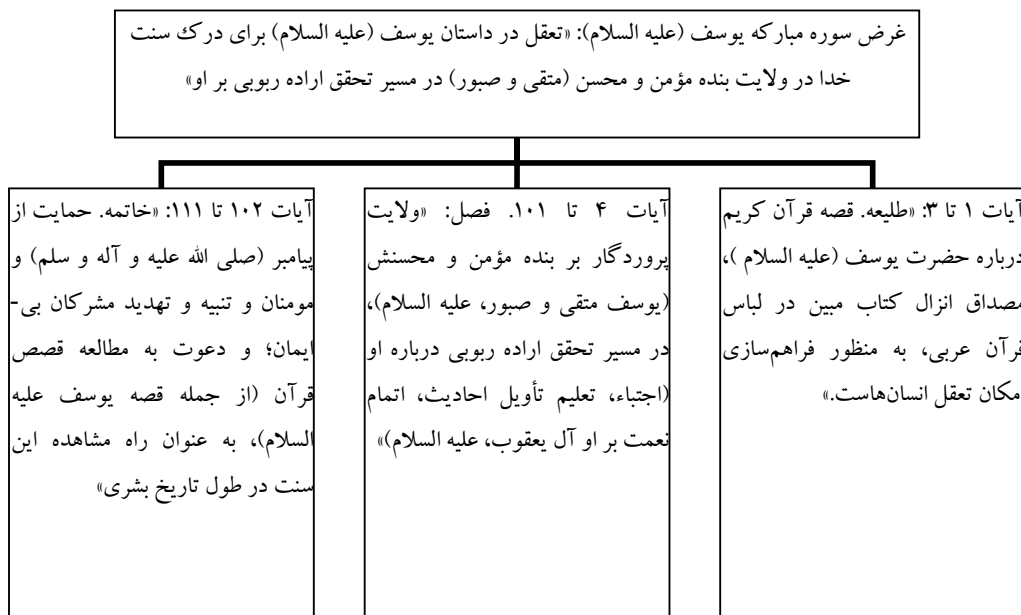 غرض سوره مبارکه یوسف (علیه السلام): «تعقل در داستان یوسف (علیه السلام) برای درک سنت
خدا در ولایت بنده مؤمن و محسن (متقی و صبور) در مسیر تحقق اراده ربوبی بر او»
آیات ۱ تا ۳: «طلیعه. قصه قرآن کریم
درباره حضرت یوسف (علیه السلام )،
مصداق انزال کتاب مبین در لباس
قرآن عربی، به منظور فراهم‌سازی
مکان تعقل انسان‌هاست.»
آیات ۴ تا ۱۰۱. فصل: «ولایت
پروردگار بر بنده مؤمن و محسنش
(یوسف متقی و صبور، علیه السلام)،
در مسیر تحقق اراده ربوبی درباره او
(اجتباء، تعلیم تأویل احادیث، اتمام
نعمت بر او آل یعقوب، علیه السلام)»
آیات ۱۰۲ تا ۱۱۱: «خاتمه. حمایت از
پیامبر (صلی الله علیه و آله و سلم) و
مومنان و تنبیه و تهدید مشرکان بی-
ایمان؛ و دعوت به مطالعه قصص
قرآن (از جمله قصه یوسف علیه
السلام)، به عنوان راه مشاهده این
سنت در طول تاریخ بشری»